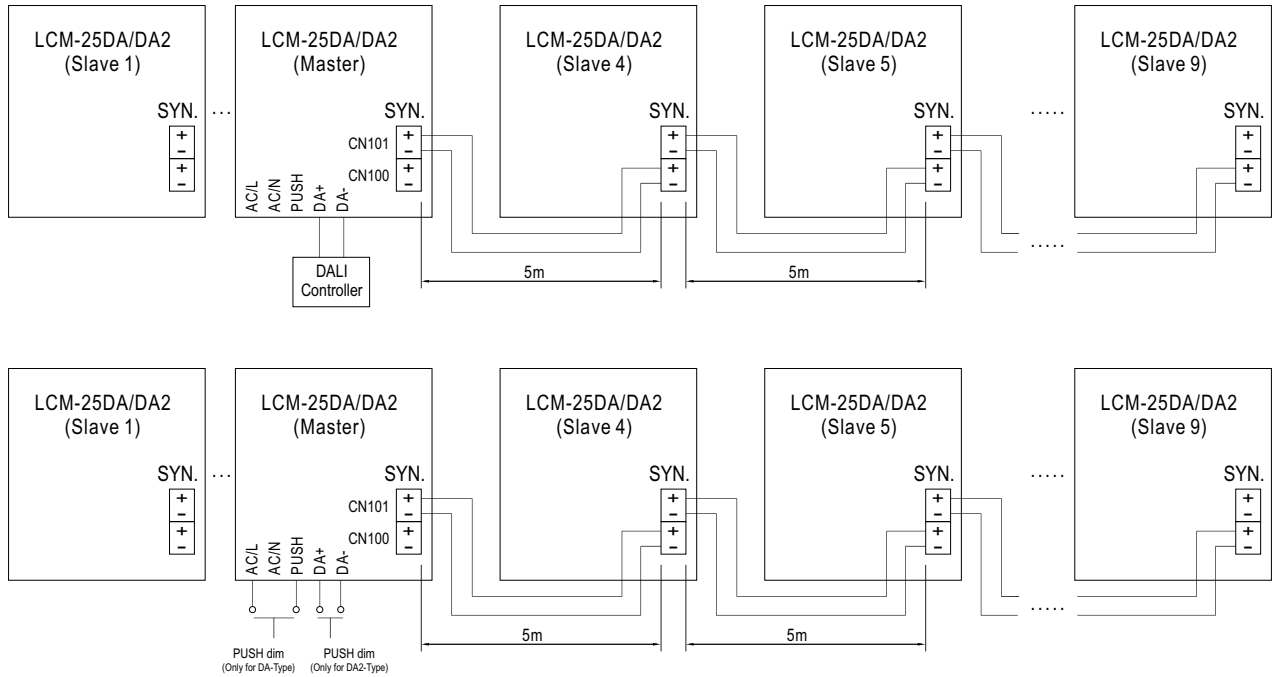 LCM-25DA/DA2
(Slave 1)
SYN.
+
-
+
-
...
LCM-25DA/DA2
(Master)
SYN.
CN101
+
-
CN100
+
-
AC/L
AC/N
PUSH
DA+
DA-
DALI
Controller
LCM-25DA/DA2
(Slave 4)
SYN.
+
-
+
-
5m
LCM-25DA/DA2
(Slave 5)
SYN.
+
-
+
-
5m
.....
.....
LCM-25DA/DA2
(Slave 9)
SYN.
+
-
+
-
LCM-25DA/DA2
(Slave 1)
SYN.
+
-
+
-
...
LCM-25DA/DA2
(Master)
SYN.
CN101
+
-
CN100
+
-
AC/L
AC/N
PUSH
DA+
DA-
PUSH dim
(Only for DA-Type)
PUSH dim
(Only for DA2-Type)
LCM-25DA/DA2
(Slave 4)
SYN.
+
-
+
-
5m
LCM-25DA/DA2
(Slave 5)
SYN.
+
-
+
-
5m
.....
.....
LCM-25DA/DA2
(Slave 9)
SYN.
+
-
+
-